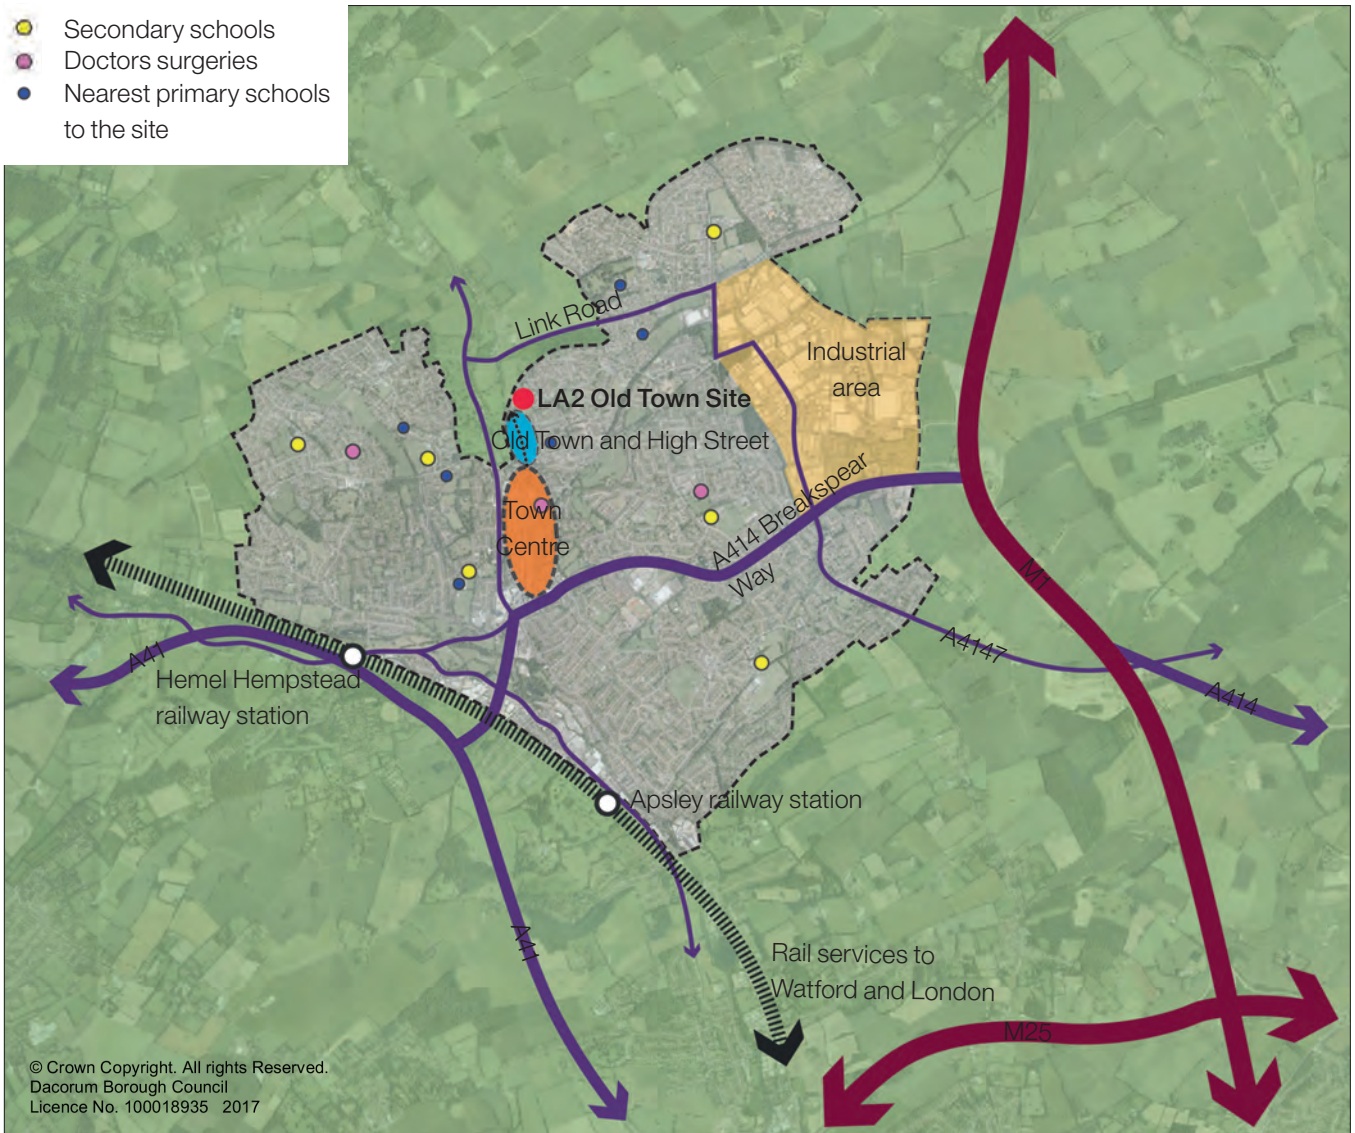 Secondary schools
Doctors surgeries
Nearest primary schools
to the site
Link Road
Industrial
area
LA2 Old Town Site
Old Town and High Street
Town
Centre
A414 Breakspear
Way
M1
A4147
A414
A41
Hemel Hempstead
railway station
Apsley railway station
A41
Rail services to
Watford and London
M25
© Crown Copyright. All rights Reserved.
Dacorum Borough Council
Licence No. 100018935 2017